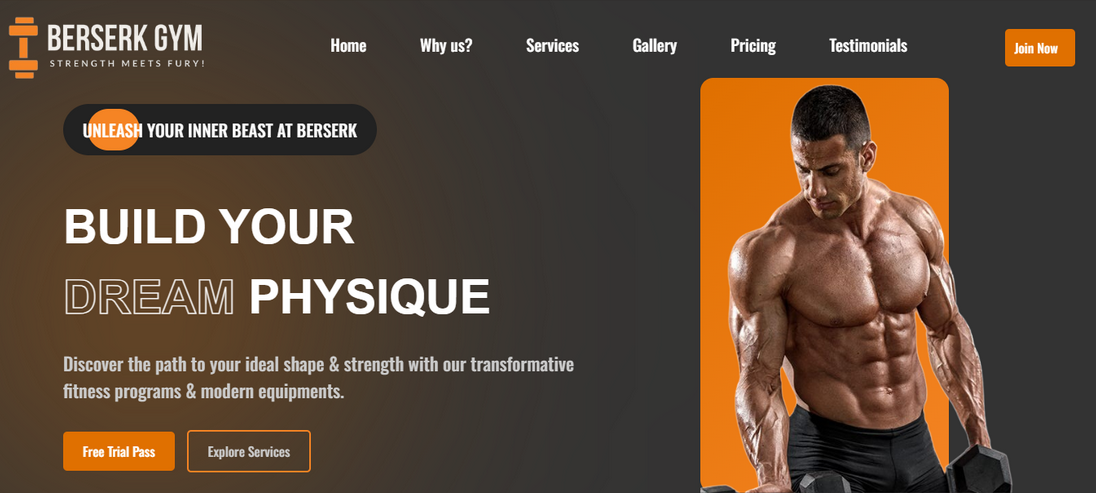 BERSERK GYM
STRENGTH MEETS FURY!
Home Why us? Services Gallery Pricing Testimonials Join Now
UNLEASH YOUR INNER BEAST AT BERSERK
BUILD YOUR
DREAM PHYSIQUE
Discover the path to your ideal shape & strength with our transformative
fitness programs & modern equipments.
Free Trial Pass Explore Services